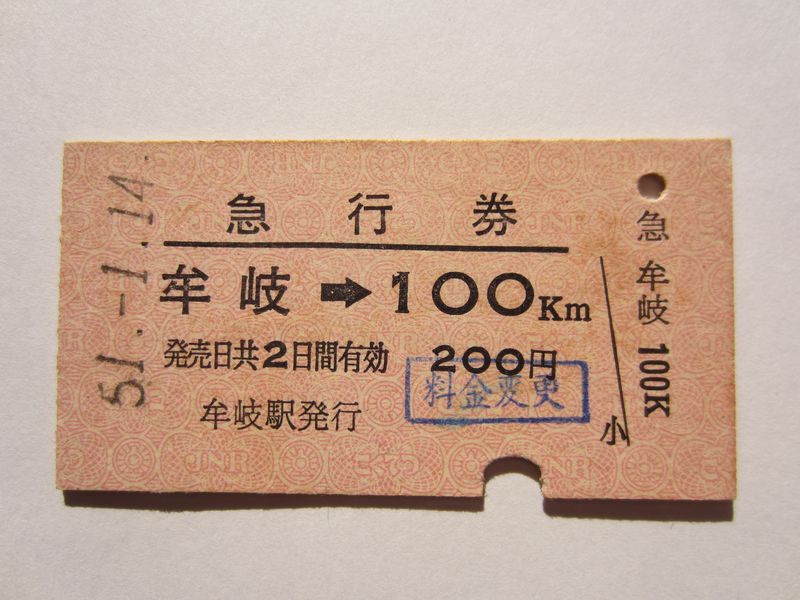 51.-1.14.
急行券
牟岐➡100Km
発売日共2日間有効 200円
料金変更
牟岐駅発行
小
急 牟岐 100K
JNR